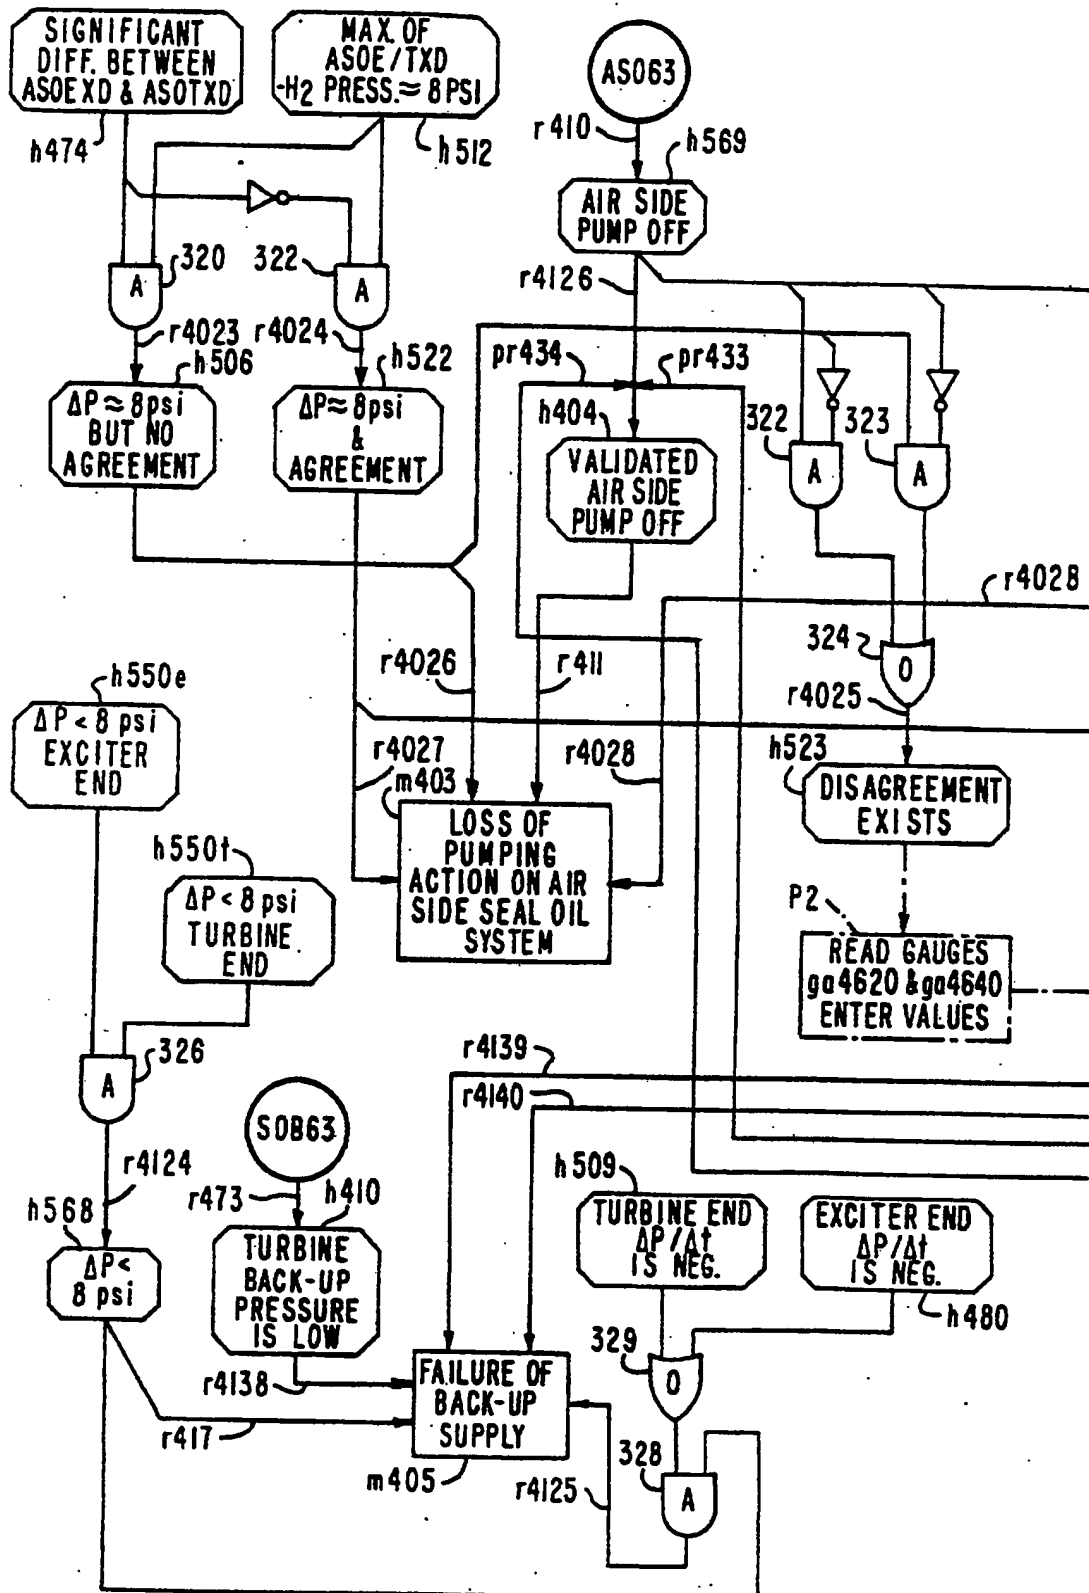 SIGNIFICANT
DIFF. BETWEEN
ASOEXD & ASOTXD
MAX. OF
ASOE/TXD
-H2 PRESS.≈ 8PSI
AS063
h474
h512
r410
h569
AIR SIDE
PUMP OFF
320
322
A
A
r4126
r4023
r4024
h506
h522
pr434
pr433
ΔP≈8psi
BUT NO
AGREEMENT
ΔP≈8psi
&
AGREEMENT
h404
322
323
VALIDATED
AIR SIDE
PUMP OFF
A
A
r4028
324
O
h550e
r4026
r411
r4025
ΔP<8 psi
EXCITER
END
r4027
r4028
h523
m403
DISAGREEMENT
EXISTS
LOSS OF
PUMPING
ACTION ON AIR
SIDE SEAL OIL
SYSTEM
h550t
ΔP<8 psi
TURBINE
END
P2
READ GAUGES
ga4620 &ga4640
ENTER VALUES
326
A
r4139
r4140
SOB63
r4124
h509
r473
h410
h568
TURBINE END
ΔP/Δt
IS NEG.
EXCITER END
ΔP/Δt
IS NEG.
ΔP<
8 psi
TURBINE
BACK-UP
PRESSURE
IS LOW
h480
329
O
r4138
FAILURE OF
BACK-UP
SUPPLY
r417
328
m405
r4125
A